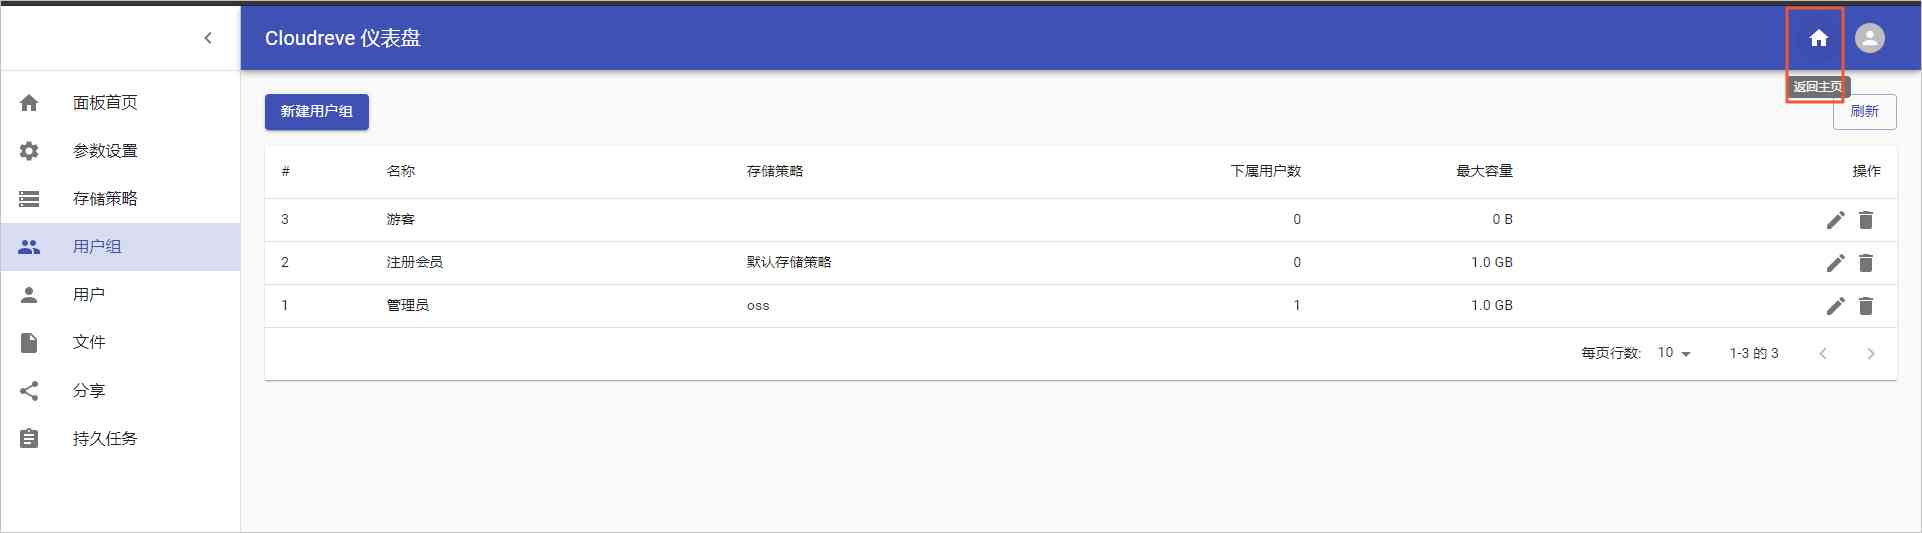 Cloudreve 仪表盘
返回主页
面板首页
参数设置
存储策略
用户组
用户
文件
分享
持久任务
新建用户组
刷新
# 名称 存储策略 下属用户数 最大容量 操作
3 游客 0 0 B
2 注册会员 默认存储策略 0 1.0 GB
1 管理员 oss 1 1.0 GB
每页行数: 10 1-3 的 3